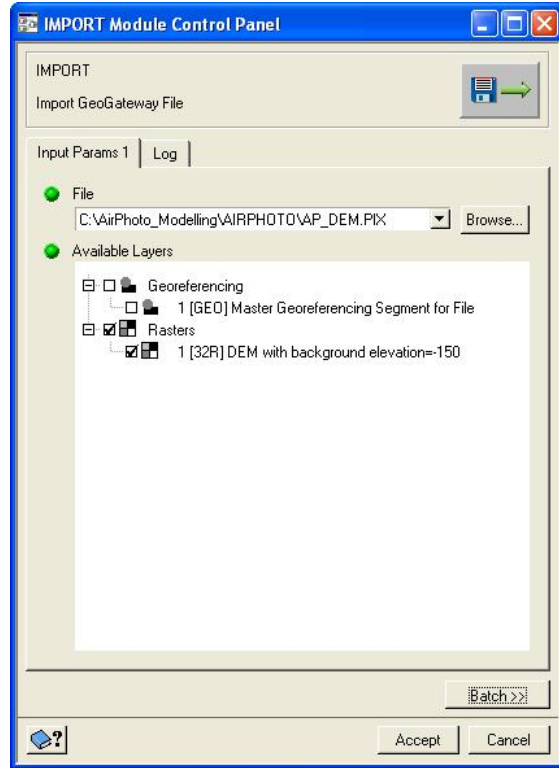 IMPORT Module Control Panel
IMPORT
Import GeoGateway File
Input Params 1 Log
File
C:\AirPhoto_Modelling\AIRPHOTO\AP_DEM.PIX Browse...
Available Layers
Georeferencing
1 [GEO] Master Georeferencing Segment for File
Rasters
1 [32R] DEM with background elevation=-150
Batch >>
? Accept Cancel